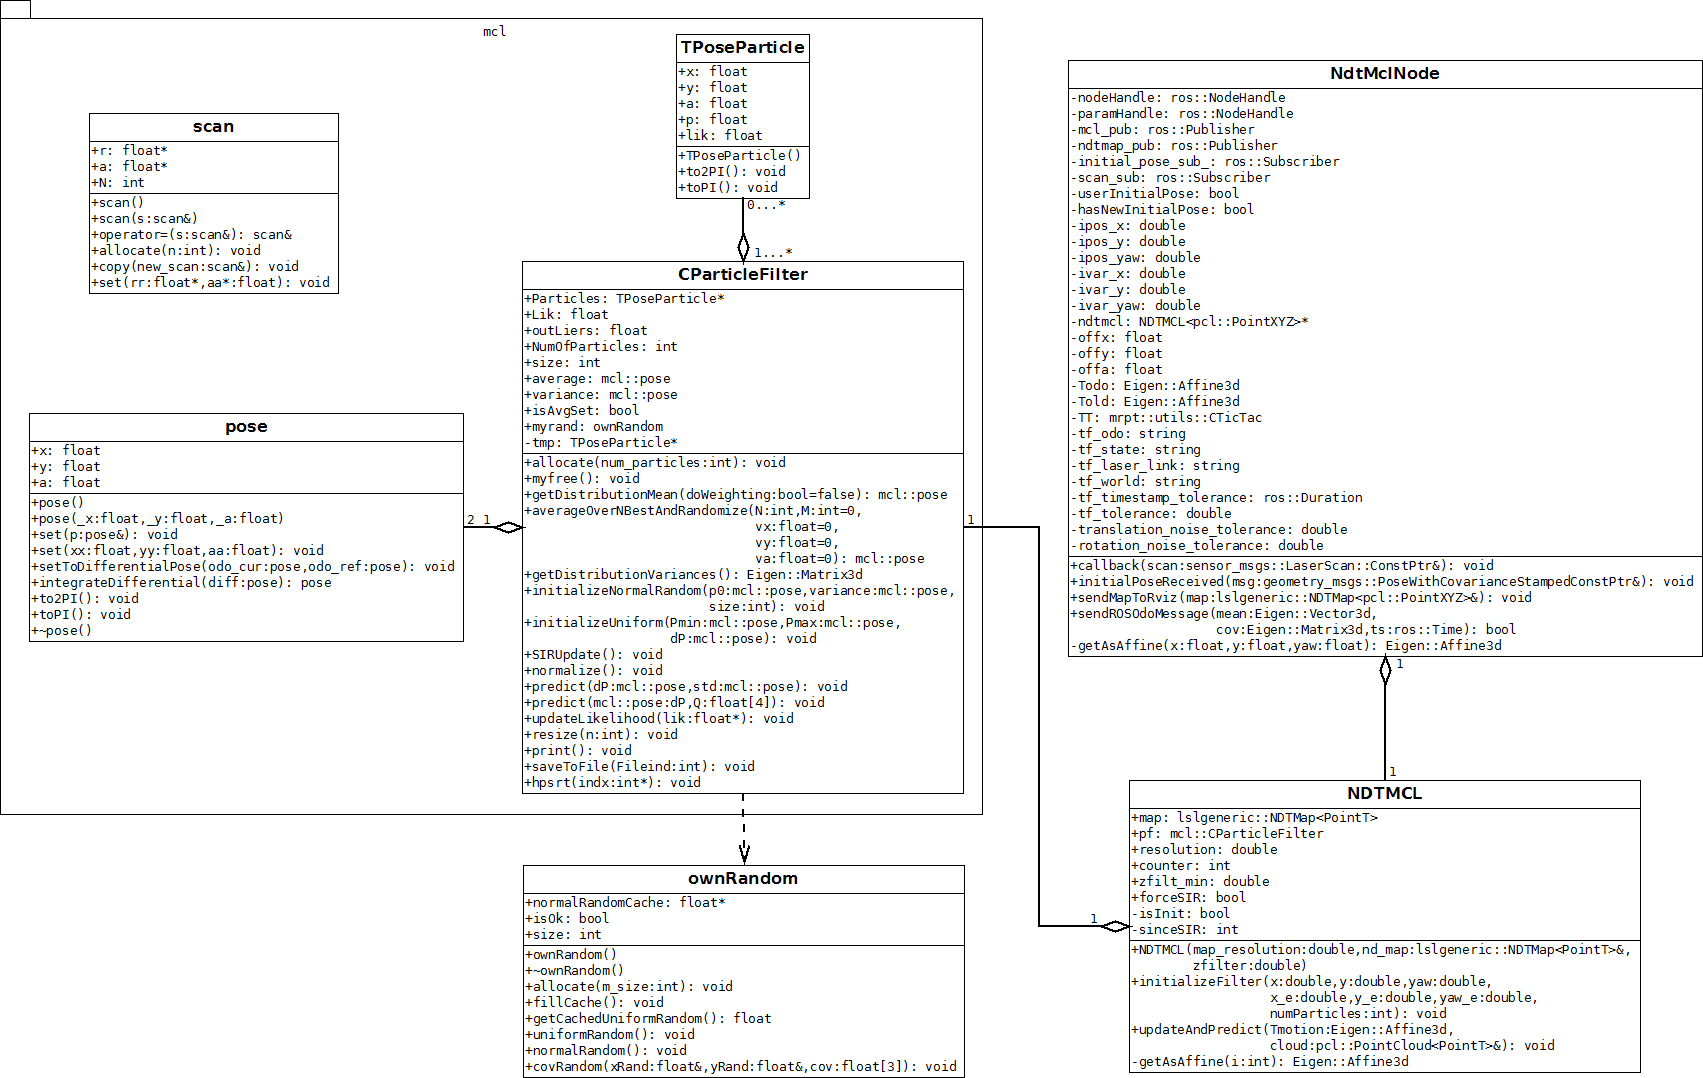 mcl
TPoseParticle
+x: float
+y: float
+a: float
+p: float
+lik: float
+TPoseParticle()
+to2PI(): void
+toPI(): void
0...*
1...*
scan
+r: float*
+a: float*
+N: int
+scan()
+scan(s:scan&)
+operator=(s:scan&): scan&
+allocate(n:int): void
+copy(new_scan:scan&): void
+set(rr:float*,aa*:float): void
pose
+x: float
+y: float
+a: float
+pose()
+pose(_x:float,_y:float,_a:float)
+set(p:pose&): void
+set(xx:float,yy:float,aa:float): void
+setToDifferentialPose(odo_cur:pose,odo_ref:pose): void
+integrateDifferential(diff:pose): pose
+to2PI(): void
+toPI(): void
+~pose()
2 1
CParticleFilter
+Particles: TPoseParticle*
+Lik: float
+outLiers: float
+NumOfParticles: int
+size: int
+average: mcl::pose
+variance: mcl::pose
+isAvgSet: bool
+myrand: ownRandom
-tmp: TPoseParticle*
+allocate(num_particles:int): void
+myfree(): void
+getDistributionMean(doWeighting:bool=false): mcl::pose
+averageOverNBestAndRandomize(N:int,M:int=0,
vx:float=0,
vy:float=0,
va:float=0): mcl::pose
+getDistributionVariances(): Eigen::Matrix3d
+initializeNormalRandom(p0:mcl::pose,variance:mcl::pose,
size:int): void
+initializeUniform(Pmin:mcl::pose,Pmax:mcl::pose,
dP:mcl::pose): void
+SIRUpdate(): void
+normalize(): void
+predict(dP:mcl::pose,std:mcl::pose): void
+predict(mcl::pose:dP,Q:float[4]): void
+updateLikelihood(lik:float*): void
+resize(n:int): void
+print(): void
+saveToFile(Fileind:int): void
+hpsrt(indx:int*): void
1
1
ownRandom
+normalRandomCache: float*
+isOk: bool
+size: int
+ownRandom()
+~ownRandom()
+allocate(m_size:int): void
+fillCache(): void
+getCachedUniformRandom(): float
+uniformRandom(): void
+normalRandom(): void
+covRandom(xRand:float&,yRand:float&,cov:float[3]): void
NdtMclNode
-nodeHandle: ros::NodeHandle
-paramHandle: ros::NodeHandle
-mcl_pub: ros::Publisher
-ndtmap_pub: ros::Publisher
-initial_pose_sub_: ros::Subscriber
-scan_sub: ros::Subscriber
-userInitialPose: bool
-hasNewInitialPose: bool
-ipos_x: double
-ipos_y: double
-ipos_yaw: double
-ivar_x: double
-ivar_y: double
-ivar_yaw: double
-ndtmcl: NDTMCL<pcl::PointXYZ>*
-offx: float
-offy: float
-offa: float
-Todo: Eigen::Affine3d
-Told: Eigen::Affine3d
-TT: mrpt::utils::CTicTac
-tf_odo: string
-tf_state: string
-tf_laser_link: string
-tf_world: string
-tf_timestamp_tolerance: ros::Duration
-tf_tolerance: double
-translation_noise_tolerance: double
-rotation_noise_tolerance: double
+callback(scan:sensor_msgs::LaserScan::ConstPtr&): void
+initialPoseReceived(msg:geometry_msgs::PoseWithCovarianceStampedConstPtr&): void
+sendMapToRviz(map:lslgeneric::NDTMap<pcl::PointXYZ>&): void
+sendROSOdoMessage(mean:Eigen::Vector3d,
cov:Eigen::Matrix3d,ts:ros::Time): bool
-getAsAffine(x:float,y:float,yaw:float): Eigen::Affine3d
1
1
NDTMCL
+map: lslgeneric::NDTMap<PointT>
+pf: mcl::CParticleFilter
+resolution: double
+counter: int
+zfilt_min: double
+forceSIR: bool
-isInit: bool
-sinceSIR: int
+NDTMCL(map_resolution:double,nd_map:lslgeneric::NDTMap<PointT>&,
zfilter:double)
+initializeFilter(x:double,y:double,yaw:double,
x_e:double,y_e:double,yaw_e:double,
numParticles:int): void
+updateAndPredict(Tmotion:Eigen::Affine3d,
cloud:pcl::PointCloud<PointT>&): void
-getAsAffine(i:int): Eigen::Affine3d